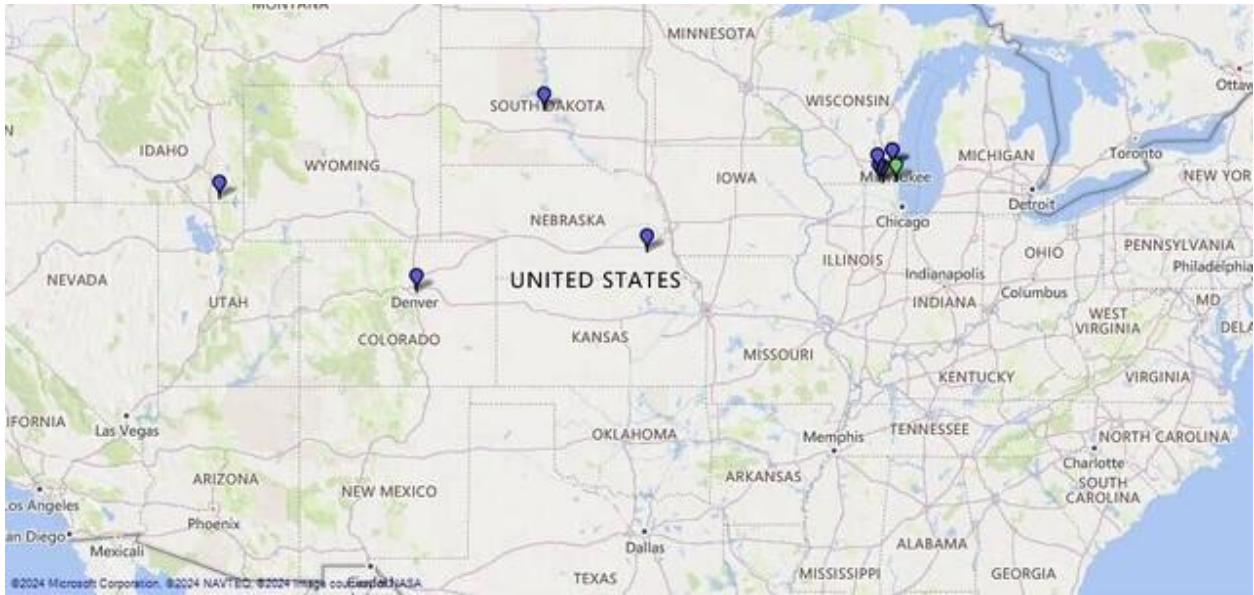 MONTANA
MINNESOTA
Ottaw
SOUTH DAKOTA
WISCONSIN
IDAHO
WYOMING
MICHIGAN
Toronto
IOWA
NEW YOR
Detroit
NEBRASKA
Chicago
PENNSYLVANIA
OHIO
ILLINOIS
Philadelphia
NEVADA
UNITED STATES
Indianapolis
Columbus
UTAH
Denver
INDIANA
MD
DELA
WEST
VIRGINIA
COLORADO
KANSAS
MISSOURI
KENTUCKY
VIRGINIA
IFORNIA
Las Vegas
OKLAHOMA
Memphis
TENNESSEE
NORTH CAROLINA
ARIZONA
NEW MEXICO
ARKANSAS
Charlotte
SOUTH
CAROLINA
Los Angeles
Phoenix
an Diego
Mexicali
Dallas
ALABAMA
TEXAS
MISSISSIPPI
GEORGIA
©2024 Microsoft Corporation, ©2024 NAVTEQ, ©2024 Image NASA